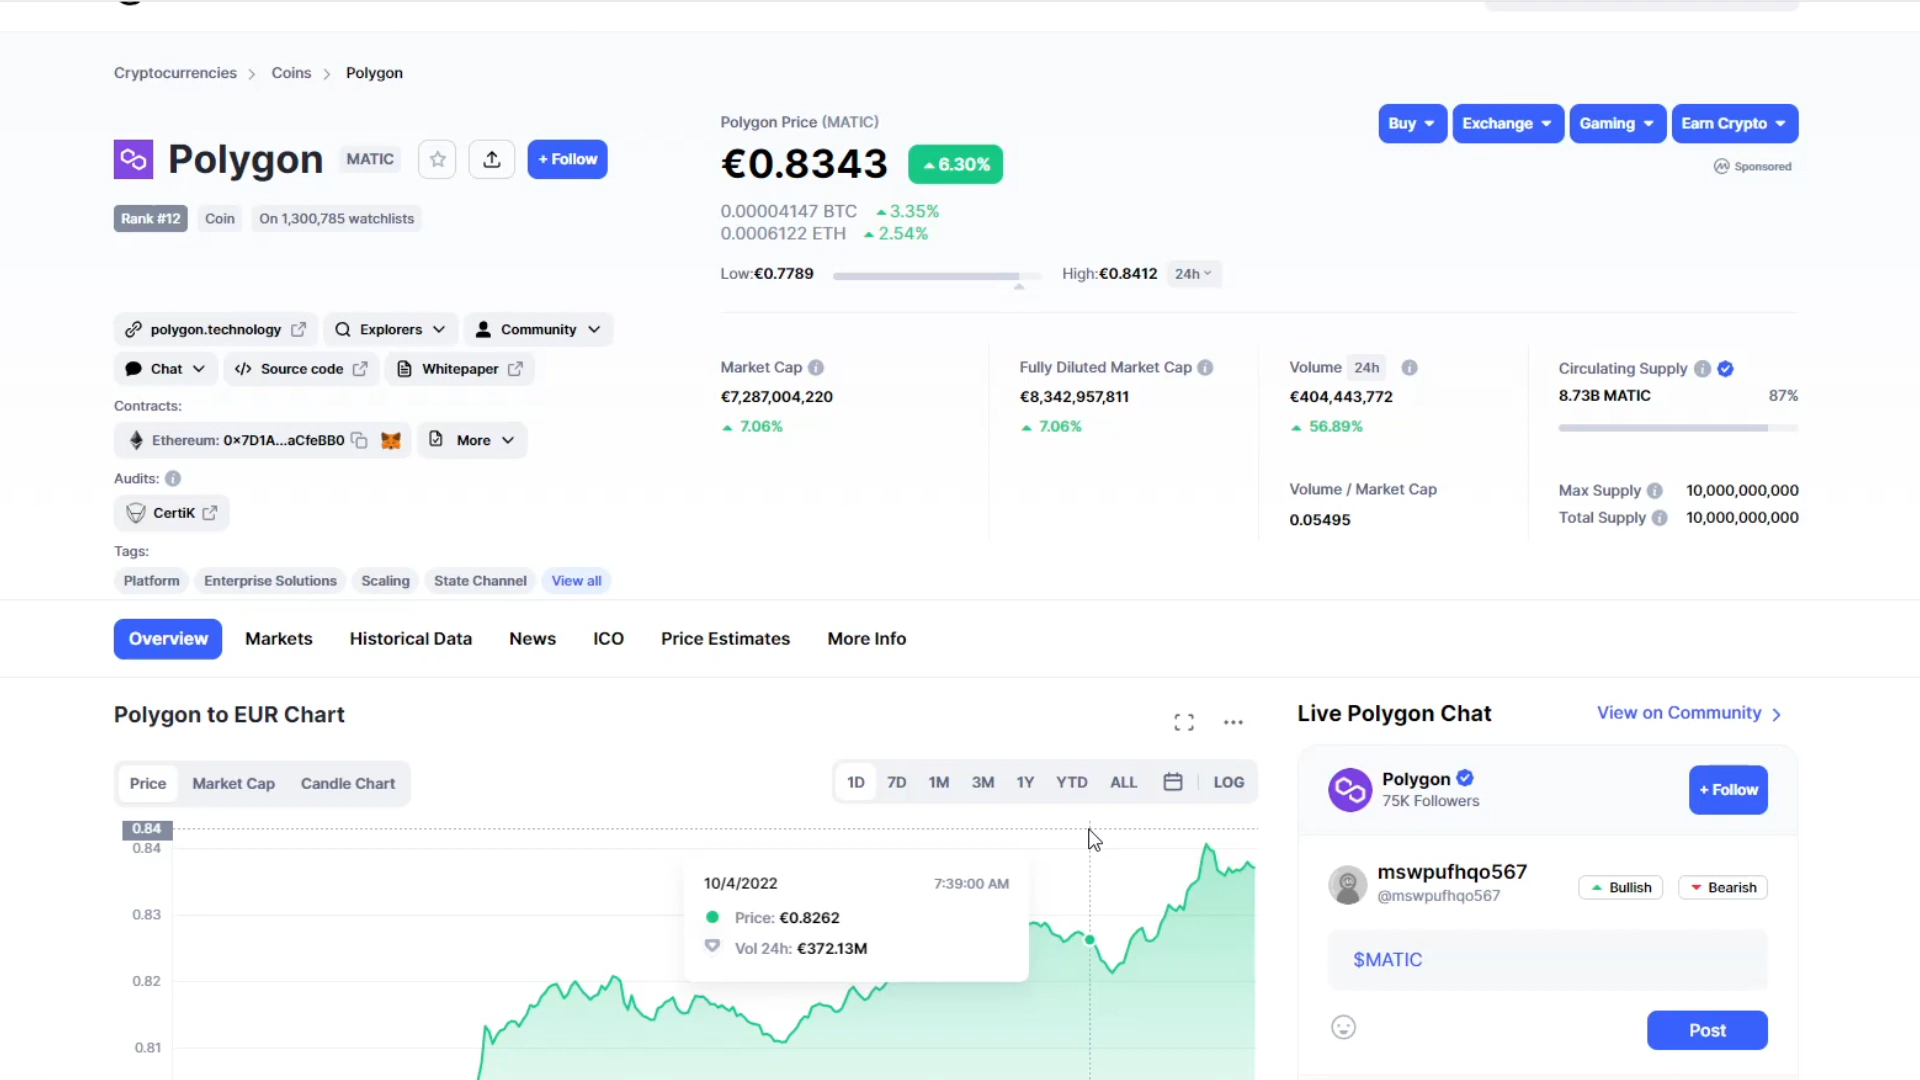 Cryptocurrencies > Coins > Polygon
Polygon MATIC + Follow
Rank #12 Coin On 1,300,785 watchlists
polygon.technology Explorers Community
Chat Source code Whitepaper
Contracts:
Ethereum: 0x7D1A...aCfeBB0 More
Audits:
CertiK
Tags:
Platform Enterprise Solutions Scaling State Channel View all
Polygon Price (MATIC)
€0.8343 6.30%
0.00004147 BTC 3.35%
0.0006122 ETH 2.54%
Low:€0.7789 High:€0.8412 24h
Buy Exchange Gaming Earn Crypto
Sponsored
Market Cap
€7,287,004,220
7.06%
Fully Diluted Market Cap
€8,342,957,811
7.06%
Volume 24h
€404,443,772
56.89%
Volume / Market Cap
0.05495
Circulating Supply
8.73B MATIC 87%
Max Supply 10,000,000,000
Total Supply 10,000,000,000
Overview Markets Historical Data News ICO Price Estimates More Info
Polygon to EUR Chart
Price Market Cap Candle Chart
1D 7D 1M 3M 1Y YTD ALL LOG
0.84
0.84
0.83
0.82
0.81
10/4/2022 7:39:00 AM
Price: €0.8262
Vol 24h: €372.13M
Live Polygon Chat View on Community >
Polygon
75K Followers
+ Follow
mswpufhqo567
@mswpufhqo567
Bullish Bearish
$MATIC
Post